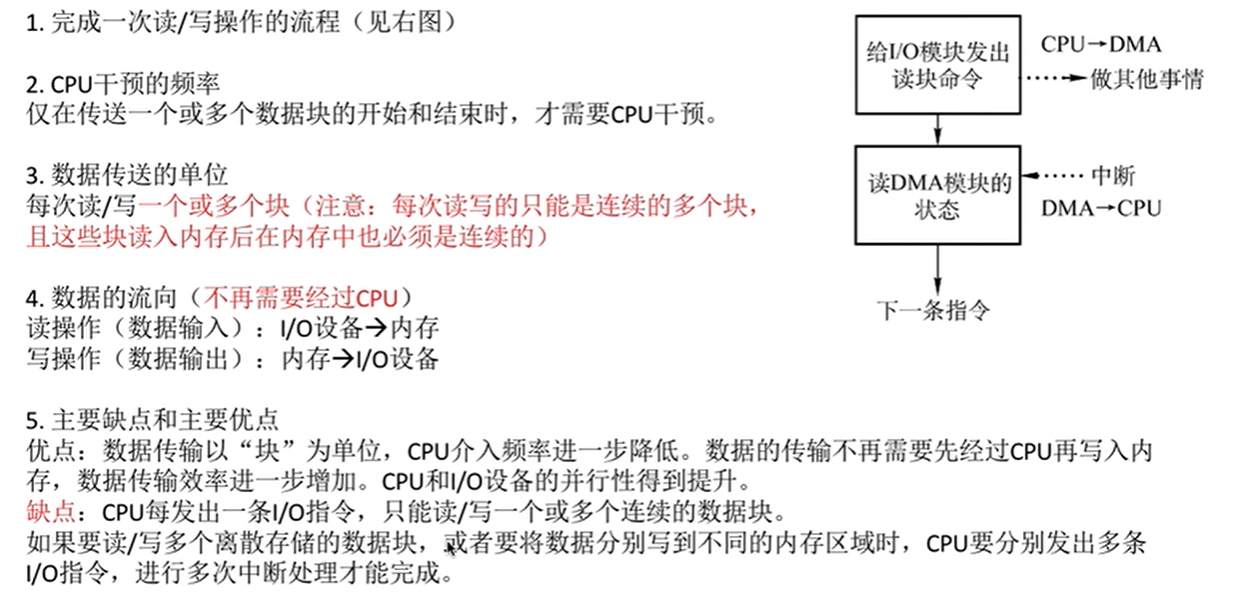 1. 完成一次读/写操作的流程（见右图）
2. CPU干预的频率
仅在传送一个或多个数据块的开始和结束时，才需要CPU干预。
3. 数据传送的单位
每次读/写一个或多个块（注意：每次读写的只能是连续的多个块，
且这些块读入内存后在内存中也必须是连续的）
4. 数据的流向（不再需要经过CPU）
读操作（数据输入）：I/O设备→内存
写操作（数据输出）：内存→I/O设备
5. 主要缺点和主要优点
优点：数据传输以“块”为单位，CPU介入频率进一步降低。数据的传输不再需要先经过CPU再写入内
存，数据传输效率进一步增加。CPU和I/O设备的并行性得到提升。
缺点：CPU每发出一条I/O指令，只能读/写一个或多个连续的数据块。
如果要读/写多个离散存储的数据块，或者要将数据分别写到不同的内存区域时，CPU要分别发出多条
I/O指令，进行多次中断处理才能完成。
给I/O模块发出
读块命令
CPU→DMA
做其他事情
读DMA模块的
状态
中断
DMA→CPU
下一条指令